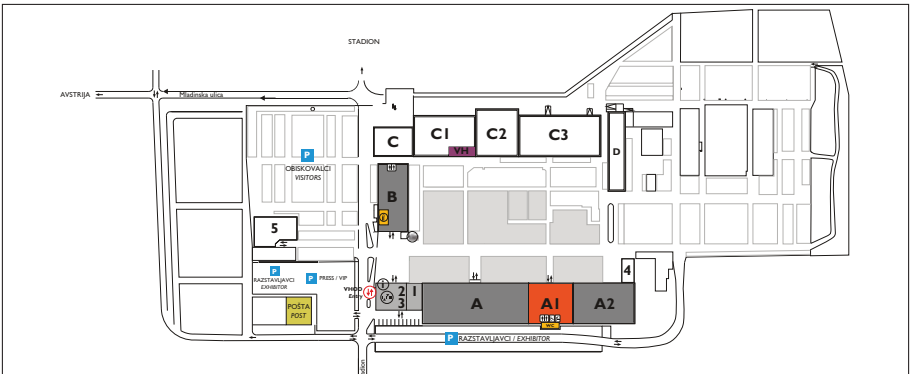 STADION
AVSTRIJA
Mladinska ulica
C
C1
C2
C3
VH
D
P
OBISKOVALCI
VISITORS
B
5
P
RAZSTAVLJAVCI
EXHIBITOR
P PRESS / VIP
VHOD
Entry
2
3
1
A
A1
A2
4
WC
POŠTA
POST
P RAZSTAVLJAVCI / EXHIBITOR